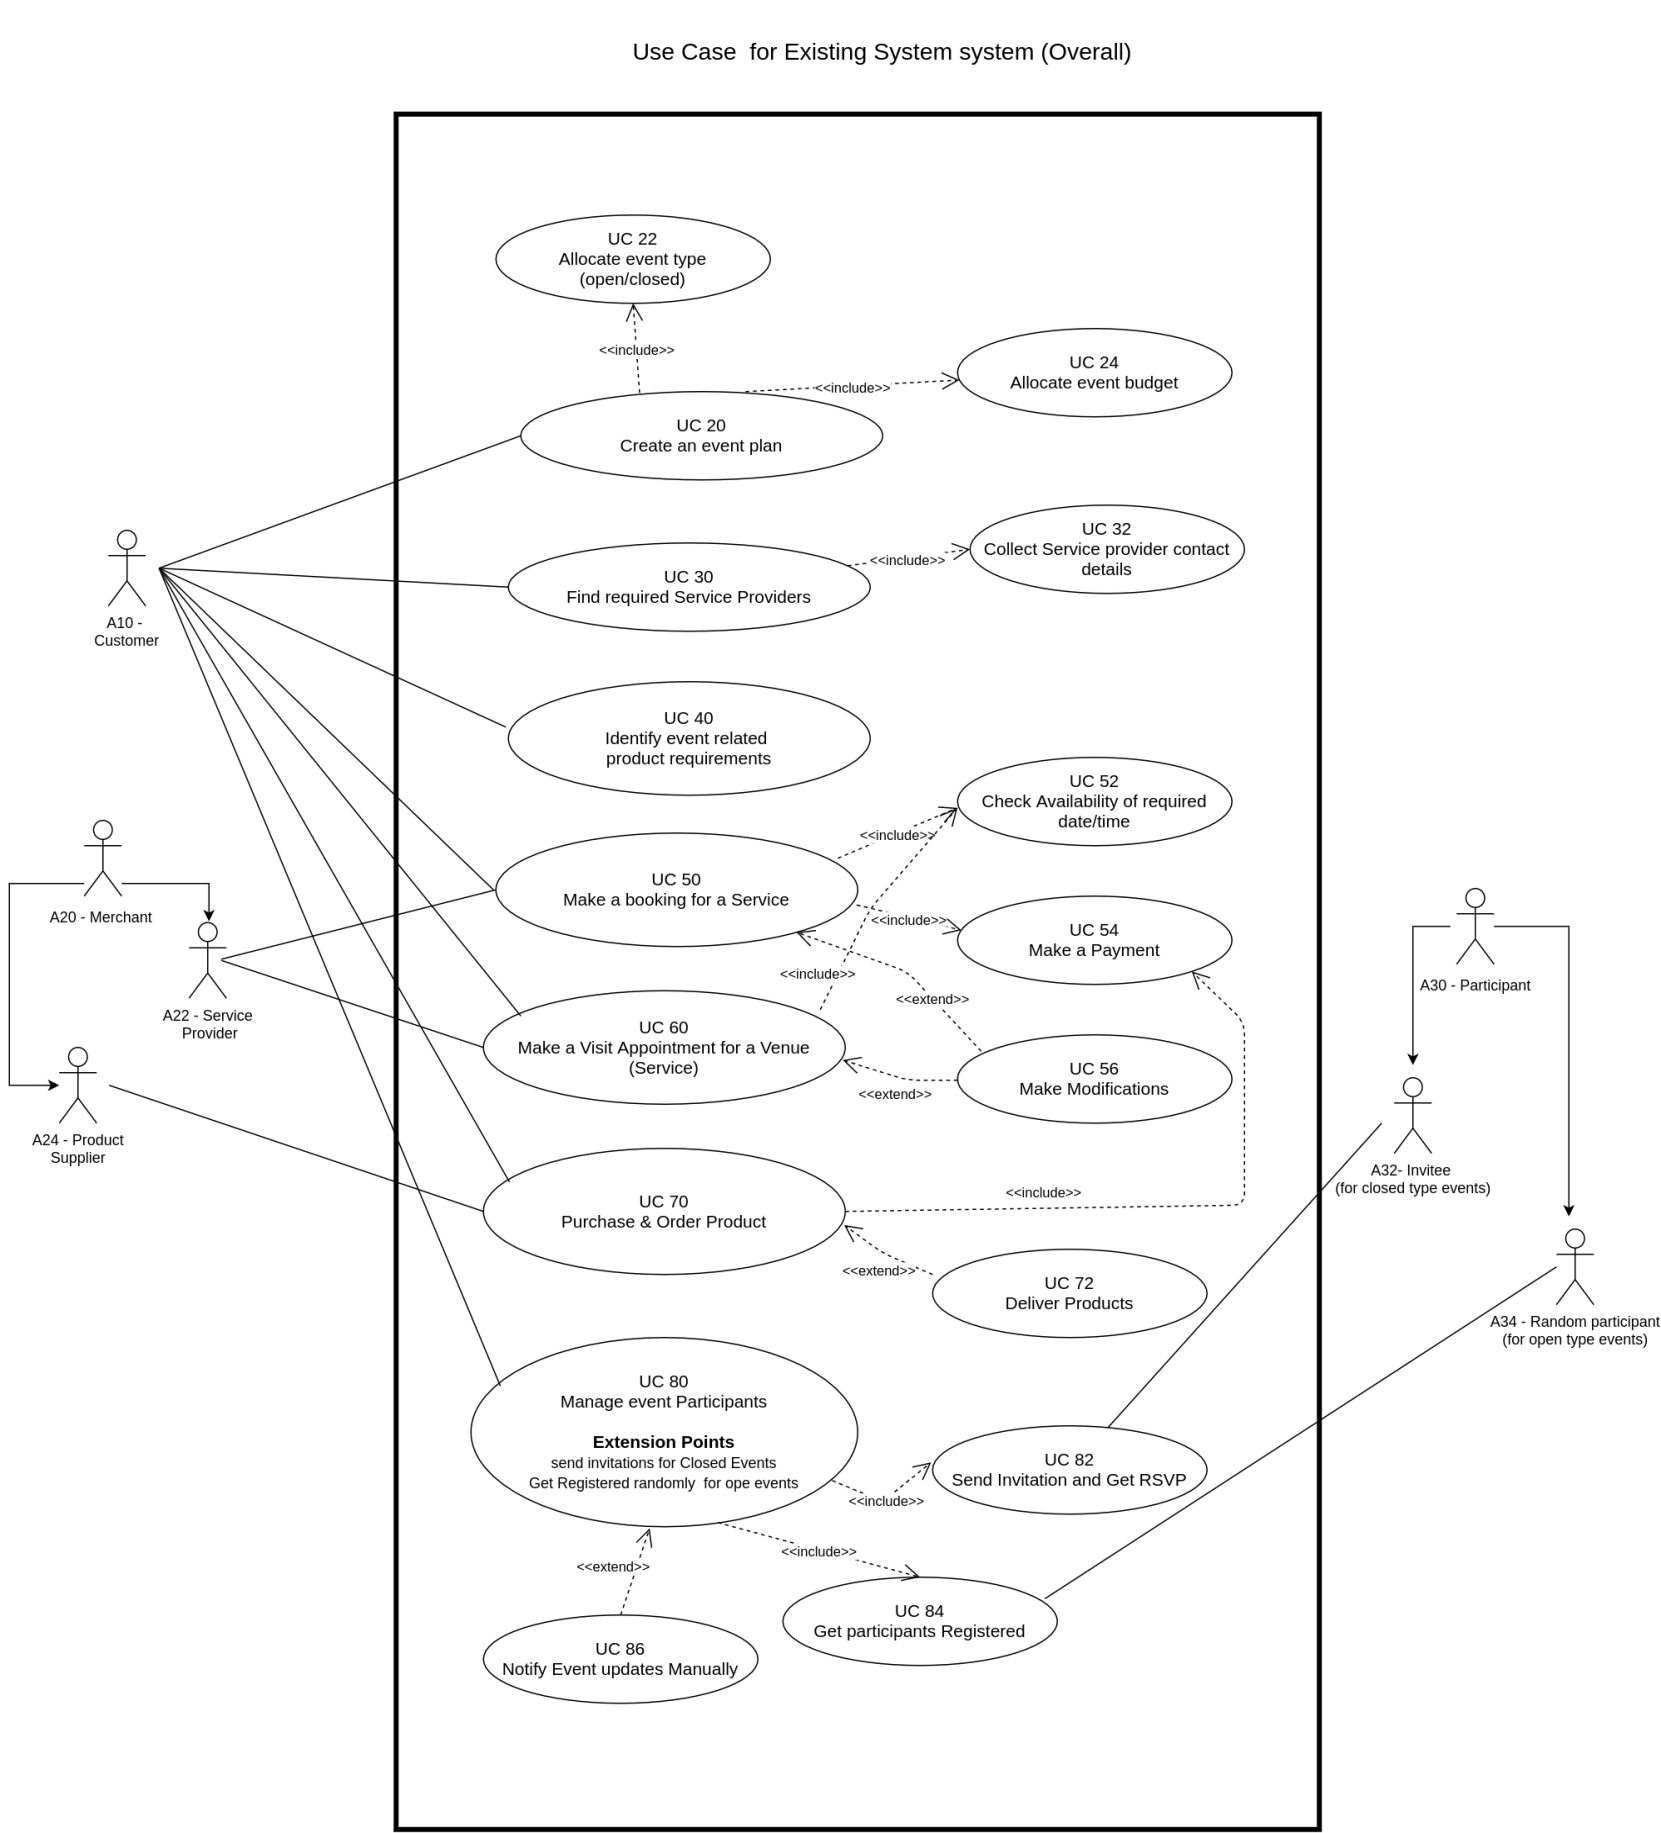 Use Case  for Existing System system (Overall)
UC 22
Allocate event type
(open/closed)
<<include>>
UC 24
Allocate event budget
<<include>>
UC 20
Create an event plan
UC 32
Collect Service provider contact
details
<<include>>
UC 30
Find required Service Providers
A10 -
Customer
UC 40
Identify event related
product requirements
UC 52
Check Availability of required
date/time
<<include>>
UC 50
Make a booking for a Service
A20 - Merchant
<<include>>
UC 54
Make a Payment
<<include>>
<<extend>>
A30 - Participant
A22 - Service
Provider
UC 60
Make a Visit Appointment for a Venue
(Service)
UC 56
Make Modifications
<<extend>>
A24 - Product
Supplier
A32- Invitee
(for closed type events)
<<include>>
UC 70
Purchase & Order Product
<<extend>>
UC 72
Deliver Products
A34 - Random participant
(for open type events)
UC 80
Manage event Participants
Extension Points
send invitations for Closed Events
Get Registered randomly  for ope events
UC 82
Send Invitation and Get RSVP
<<include>>
<<include>>
<<extend>>
UC 84
Get participants Registered
UC 86
Notify Event updates Manually